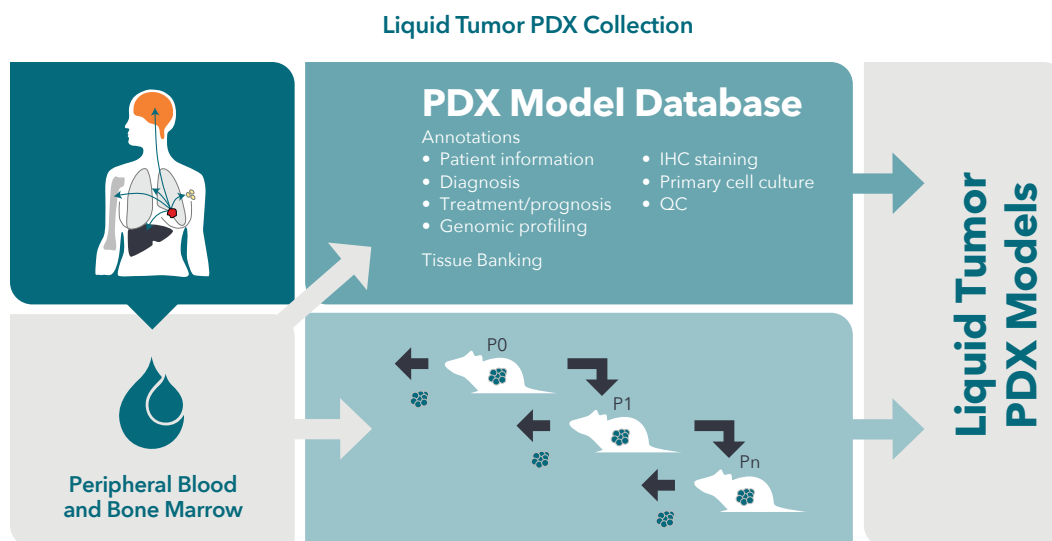 Liquid Tumor PDX Collection
PDX Model Database
Annotations
• Patient information
• Diagnosis
• Treatment/prognosis
• Genomic profiling
• IHC staining
• Primary cell culture
• QC
Tissue Banking
P0
P1
Pn
Peripheral Blood
and Bone Marrow
Liquid Tumor
PDX Models